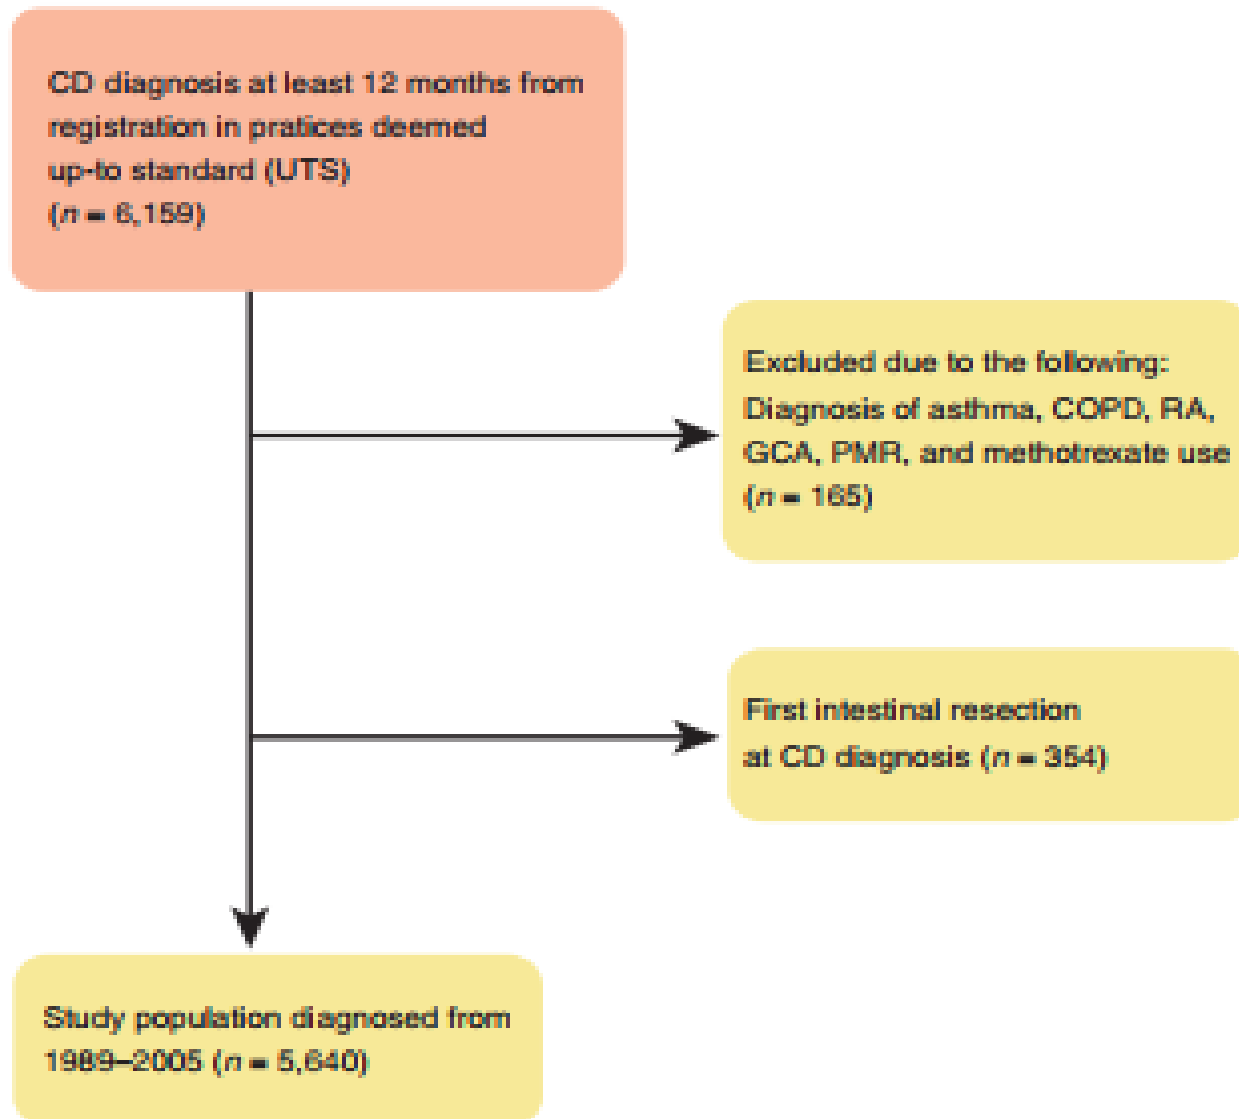 CD diagnosis at least 12 months from
registration in pratices deemed
up-to standard (UTS)
(n = 6,159)
Excluded due to the following:
Diagnosis of asthma, COPD, RA,
GCA, PMR, and methotrexate use
(n = 165)
First intestinal resection
at CD diagnosis (n = 354)
Study population diagnosed from
1989–2005 (n = 5,640)